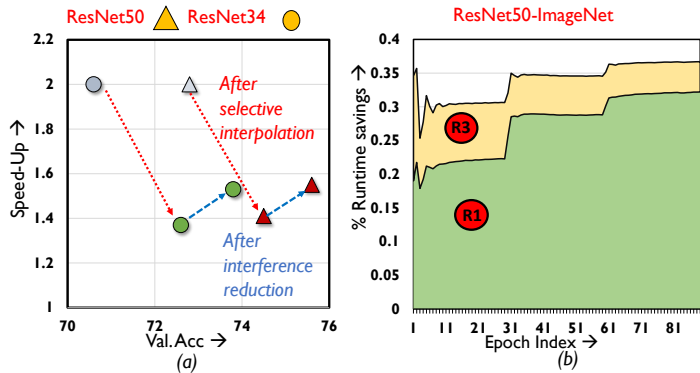 ResNet50 ResNet34
2.2
2
1.8
1.6
1.4
1.2
1
Speed-Up →
After
selective
interpolation
After
interference
reduction
70 72 74 76
Val.Acc →
(a)
ResNet50-ImageNet
0.4
0.35
0.3
0.25
0.2
0.15
0.1
0.05
0
% Runtime savings →
R3
R1
1 11 21 31 41 51 61 71 81
Epoch Index →
(b)